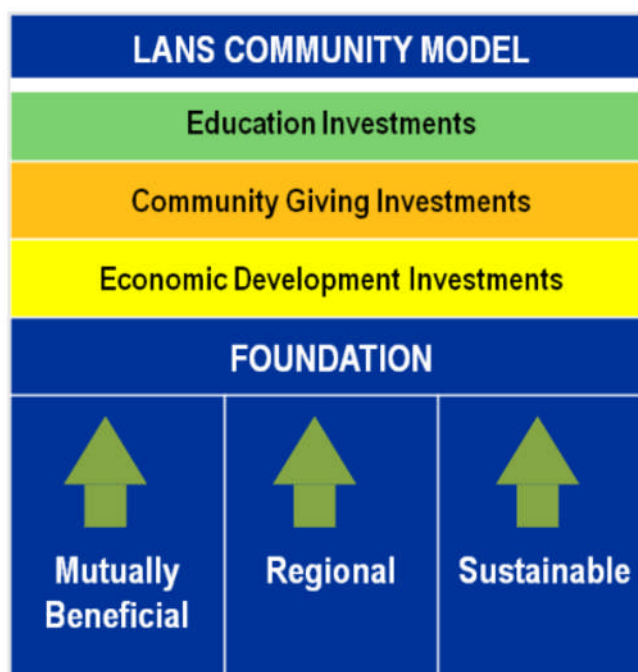 LANS COMMUNITY MODEL
Education Investments
Community Giving Investments
Economic Development Investments
FOUNDATION
Mutually
Beneficial
Regional
Sustainable